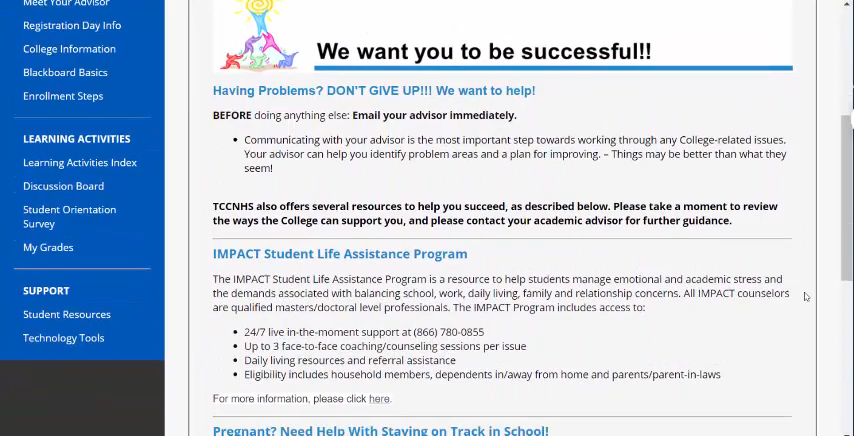 Meet Your Advisor
Registration Day Info
College Information
Blackboard Basics
Enrollment Steps
LEARNING ACTIVITIES
Learning Activities Index
Discussion Board
Student Orientation
Survey
My Grades
SUPPORT
Student Resources
Technology Tools
We want you to be successful!!
Having Problems? DON'T GIVE UP!!! We want to help!
BEFORE doing anything else: Email your advisor immediately.
• Communicating with your advisor is the most important step towards working through any College-related issues.
Your advisor can help you identify problem areas and a plan for improving. – Things may be better than what they
seem!
TCCNHS also offers several resources to help you succeed, as described below. Please take a moment to review
the ways the College can support you, and please contact your academic advisor for further guidance.
IMPACT Student Life Assistance Program
The IMPACT Student Life Assistance Program is a resource to help students manage emotional and academic stress and
the demands associated with balancing school, work, daily living, family and relationship concerns. All IMPACT counselors
are qualified masters/doctoral level professionals. The IMPACT Program includes access to:
• 24/7 live in-the-moment support at (866) 780-0855
• Up to 3 face-to-face coaching/counseling sessions per issue
• Daily living resources and referral assistance
• Eligibility includes household members, dependents in/away from home and parents/parent-in-laws
For more information, please click here.
Pregnant? Need Help With Staying on Track in School!